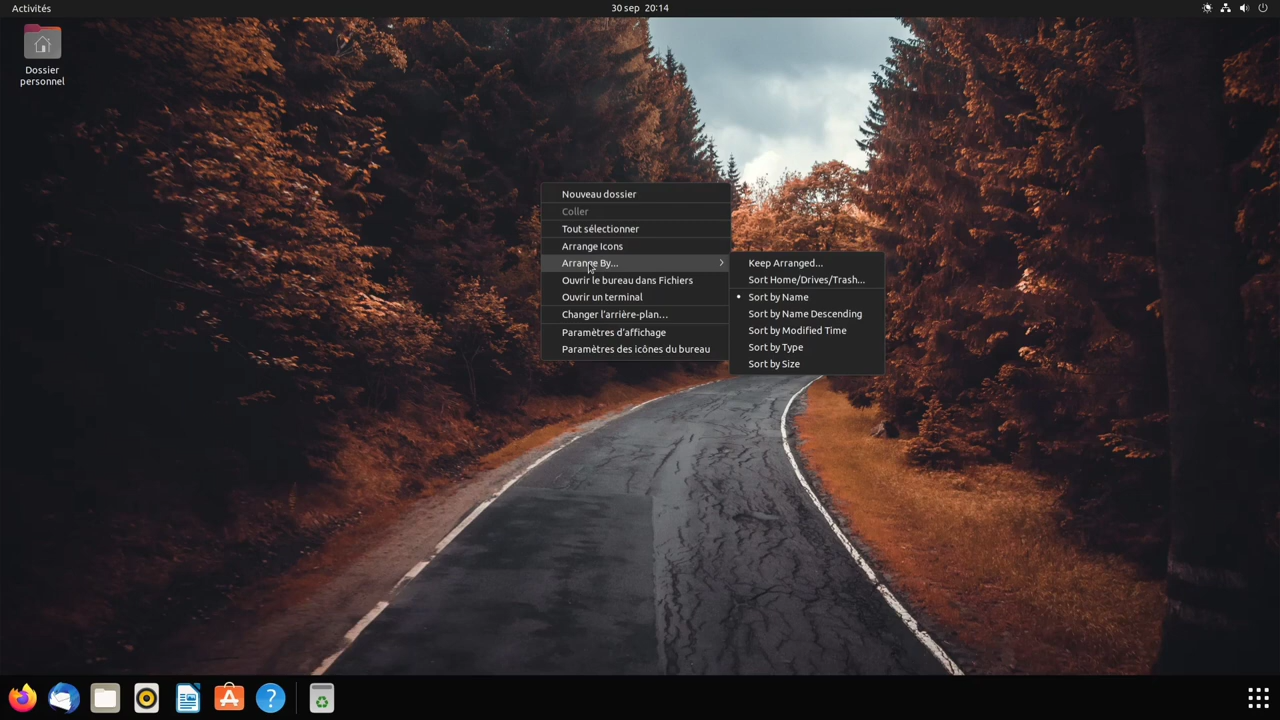 Activités
30 sep 20:14
Dossier
personnel
Nouveau dossier
Coller
Tout sélectionner
Arrange Icons
Arrange By...
Ouvrir le bureau dans Fichiers
Ouvrir un terminal
Changer l'arrière-plan…
Paramètres d'affichage
Paramètres des icônes du bureau
Keep Arranged...
Sort Home/Drives/Trash...
Sort by Name
Sort by Name Descending
Sort by Modified Time
Sort by Type
Sort by Size